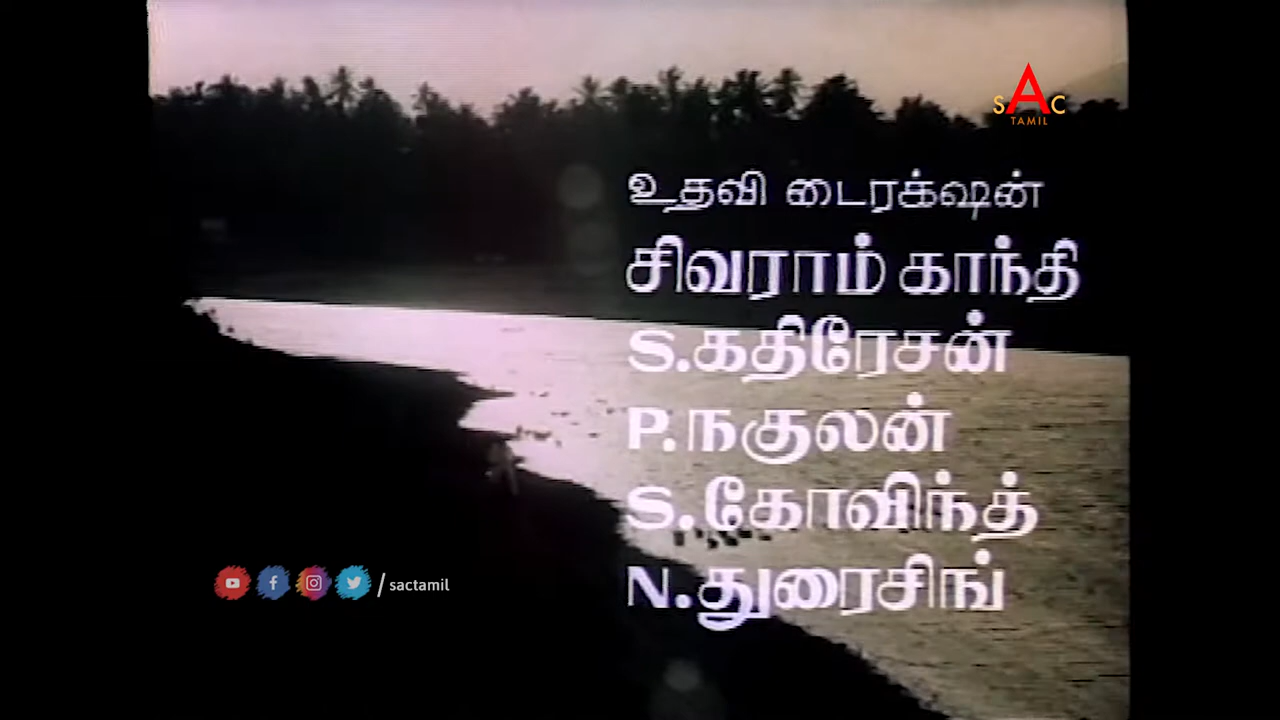 SAC
TAMIL
உதவி டைரக்ஷன்
சிவராம் காந்தி
S.கதிரேசன்
P.நகுலன்
S.கோவிந்த்
N.துரைசிங்
/sactamil